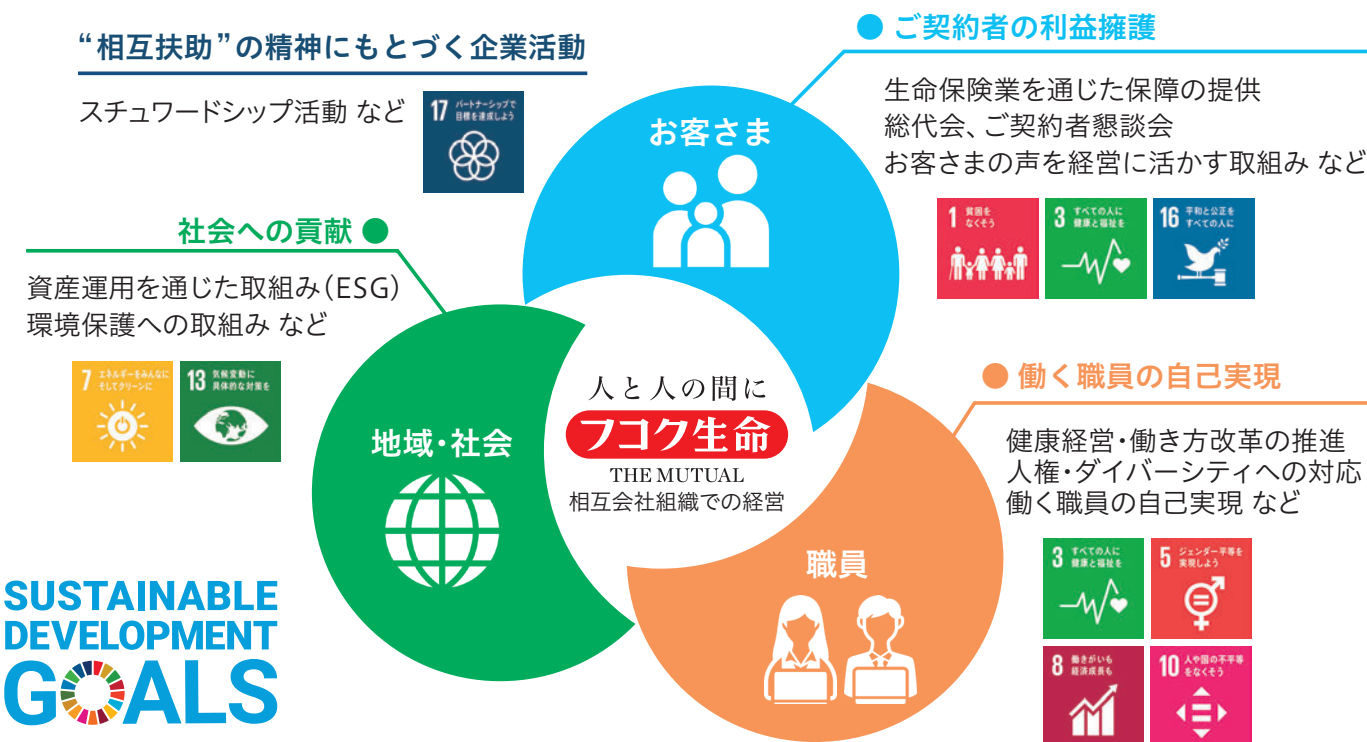 “相互扶助”の精神にもとづく企業活動
スチュワードシップ活動 など
17 パートナーシップで
目標を達成しよう
● ご契約者の利益擁護
生命保険業を通じた保障の提供
総代会、ご契約者懇談会
お客さまの声を経営に活かす取組み など
1 貧困を
なくそう
3 すべての人に
健康と福祉を
16 平和と公正を
すべての人に
お客さま
社会への貢献 ●
資産運用を通じた取組み(ESG)
環境保護への取組み など
7 エネルギーをみんなに
そしてクリーンに
13 気候変動に
具体的な対策を
地域・社会
人と人の間に
フコク生命
THE MUTUAL
相互会社組織での経営
● 働く職員の自己実現
健康経営・働き方改革の推進
人権・ダイバーシティへの対応
働く職員の自己実現 など
3 すべての人に
健康と福祉を
5 ジェンダー平等を
実現しよう
8 働きがいも
経済成長も
10 人や国の不平等
をなくそう
職員
SUSTAINABLE
DEVELOPMENT
GOALS